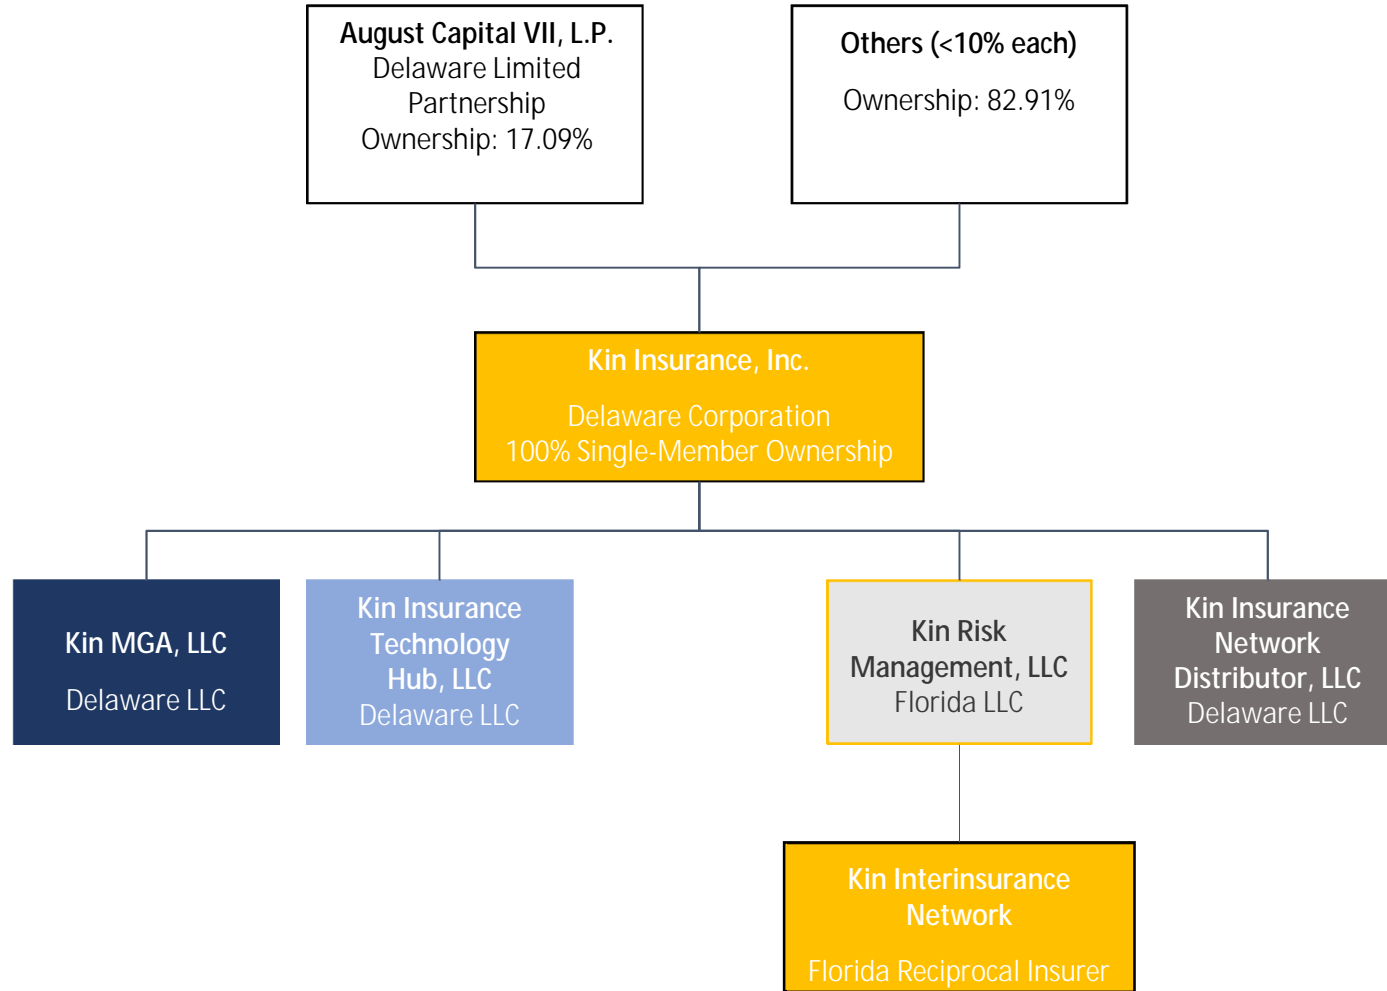 August Capital VII, L.P.
Delaware Limited
Partnership
Ownership: 17.09%
Others (<10% each)
Ownership: 82.91%
Kin Insurance, Inc.
Delaware Corporation
100% Single-Member Ownership
Kin MGA, LLC
Delaware LLC
Kin Insurance
Technology
Hub, LLC
Delaware LLC
Kin Risk
Management, LLC
Florida LLC
Kin Insurance
Network
Distributor, LLC
Delaware LLC
Kin Interinsurance
Network
Florida Reciprocal Insurer